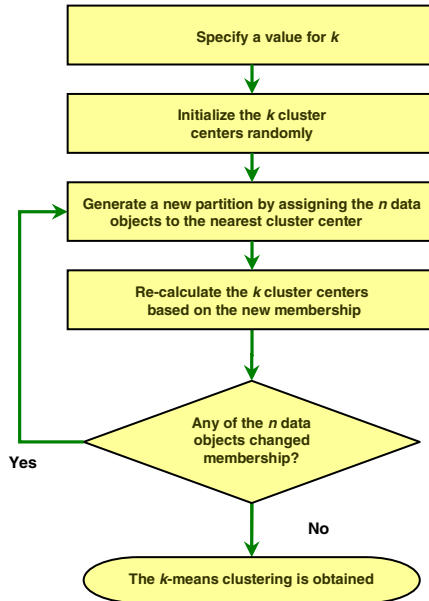 Specify a value for k
Initialize the k cluster
centers randomly
Generate a new partition by assigning the n data
objects to the nearest cluster center
Re-calculate the k cluster centers
based on the new membership
Any of the n data
objects changed
membership?
Yes
No
The k-means clustering is obtained